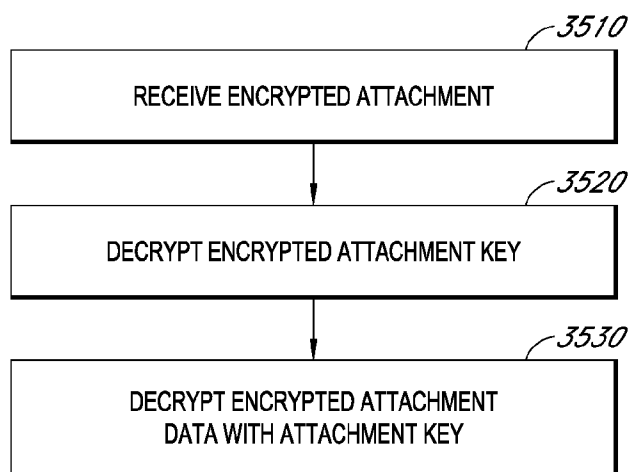 3510
RECEIVE ENCRYPTED ATTACHMENT
3520
DECRYPT ENCRYPTED ATTACHMENT KEY
3530
DECRYPT ENCRYPTED ATTACHMENT
DATA WITH ATTACHMENT KEY